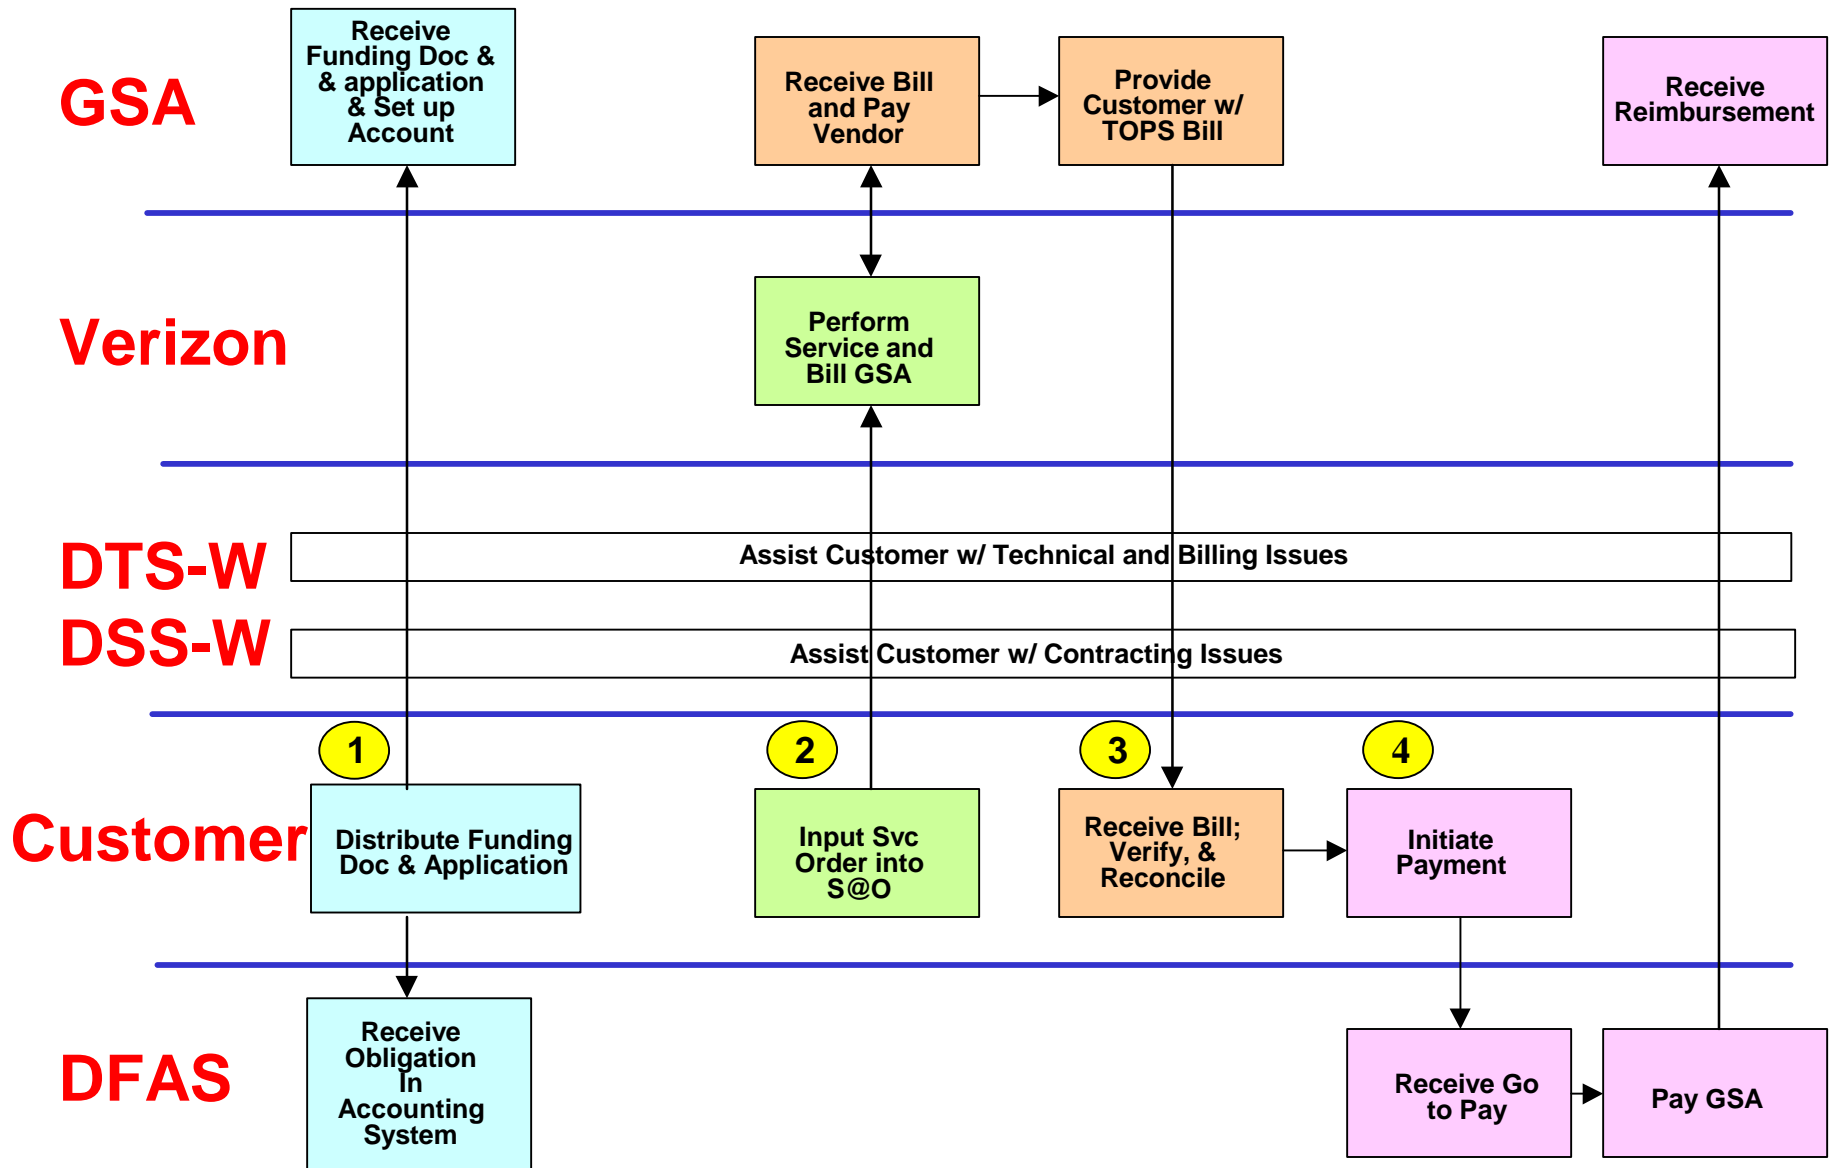 GSA
Receive
Funding Doc &
& application
& Set up
Account
Receive Bill
and Pay
Vendor
Provide
Customer w/
TOPS Bill
Receive
Reimbursement
Verizon
Perform
Service and
Bill GSA
DTS-W
Assist Customer w/ Technical and Billing Issues
DSS-W
Assist Customer w/ Contracting Issues
1
2
3
4
Customer
Distribute Funding
Doc & Application
Input Svc
Order into
S@O
Receive Bill;
Verify, &
Reconcile
Initiate
Payment
DFAS
Receive
Obligation
In
Accounting
System
Receive Go
to Pay
Pay GSA